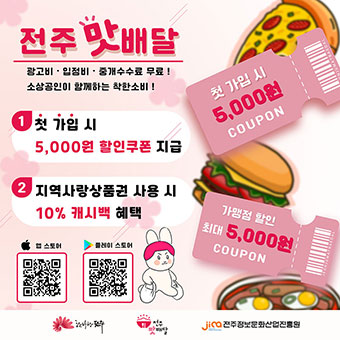 전주 맛배달
광고비 · 입점비 · 중개수수료 무료 !
소상공인이 함께하는 착한소비 !
1 첫 가입 시
5,000원 할인쿠폰 지급
2 지역사랑상품권 사용 시
10% 캐시백 혜택
앱 스토어
플레이 스토어
첫 가입 시
5,000원
COUPON
가맹점 할인
최대 5,000원
COUPON
전주
맛배달
jica 전주정보문화산업진흥원